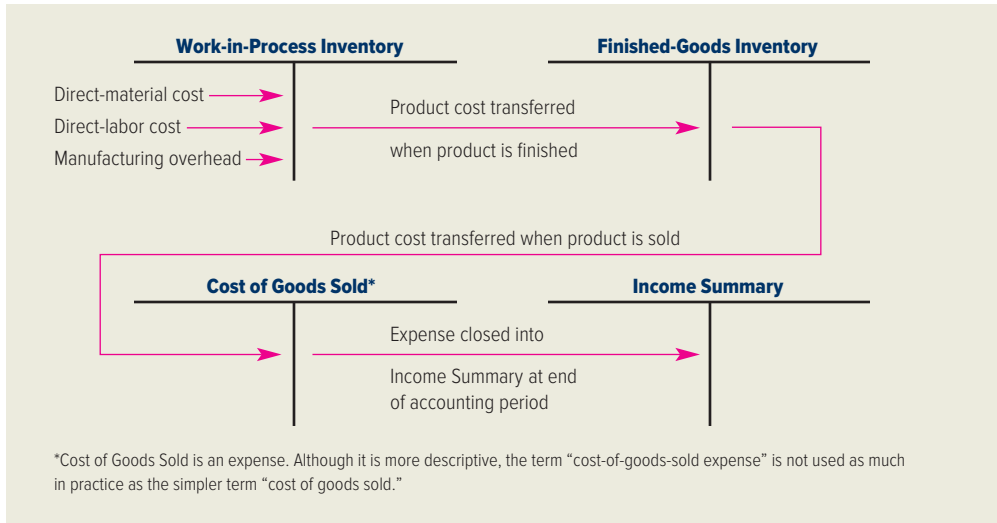 Work-in-Process Inventory
Finished-Goods Inventory
Direct-material cost
Direct-labor cost
Manufacturing overhead
Product cost transferred
when product is finished
Product cost transferred when product is sold
Cost of Goods Sold*
Income Summary
Expense closed into
Income Summary at end
of accounting period
*Cost of Goods Sold is an expense. Although it is more descriptive, the term “cost-of-goods-sold expense” is not used as much
in practice as the simpler term “cost of goods sold.”